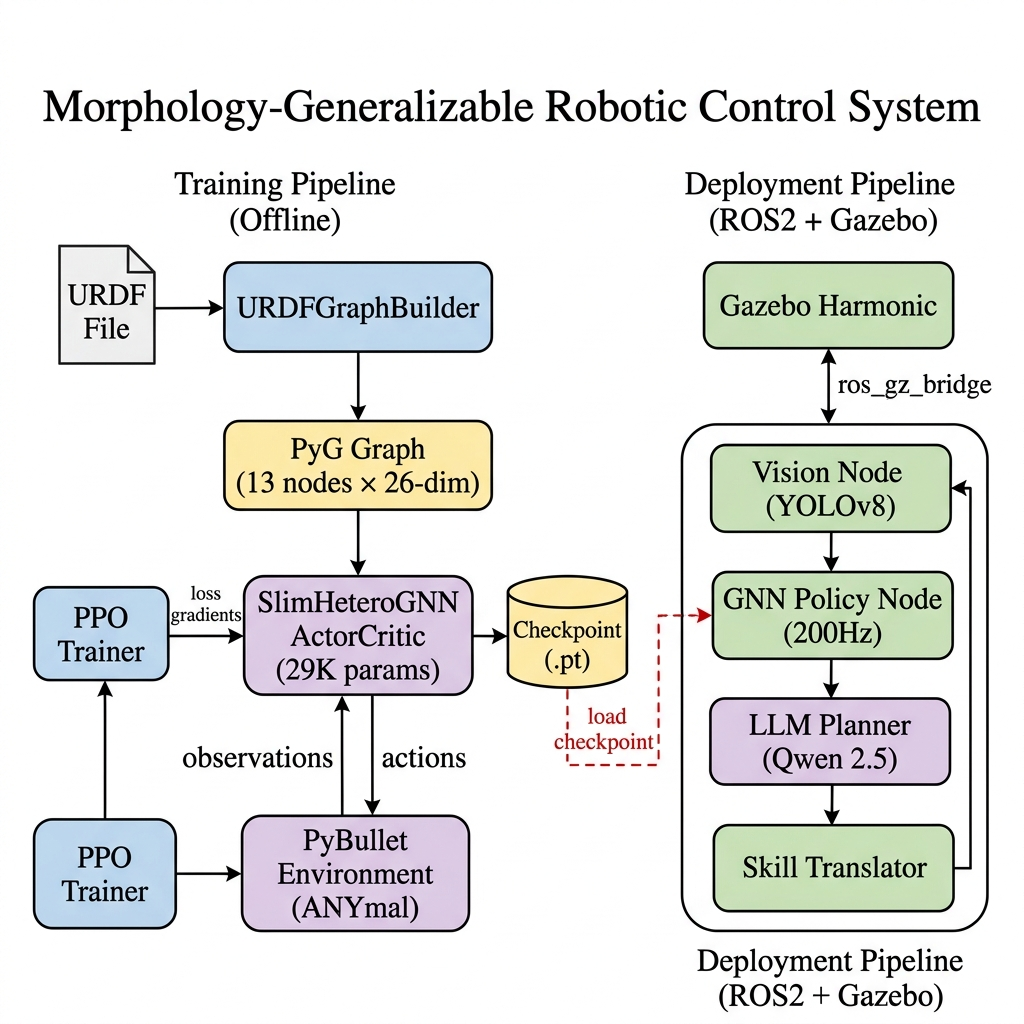 Morphology-Generalizable Robotic Control System
Training Pipeline
(Offline)
URDF
File
URDFGraphBuilder
PyG Graph
(13 nodes × 26-dim)
PPO
Trainer
loss
gradients
SlimHeteroGNN
ActorCritic
(29K params)
Checkpoint
(.pt)
load
checkpoint
observations
actions
PPO
Trainer
PyBullet
Environment
(ANYmal)
Deployment Pipeline
(ROS2 + Gazebo)
Gazebo Harmonic
ros_gz_bridge
Vision Node
(YOLOv8)
GNN Policy Node
(200Hz)
LLM Planner
(Qwen 2.5)
Skill Translator
Deployment Pipeline
(ROS2 + Gazebo)